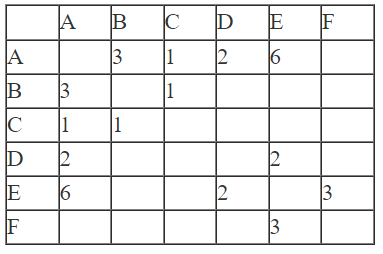 A B C D E F
A 3 1 2 6
B 3 1
C 1 1
D 2 2
E 6 2 3
F 3